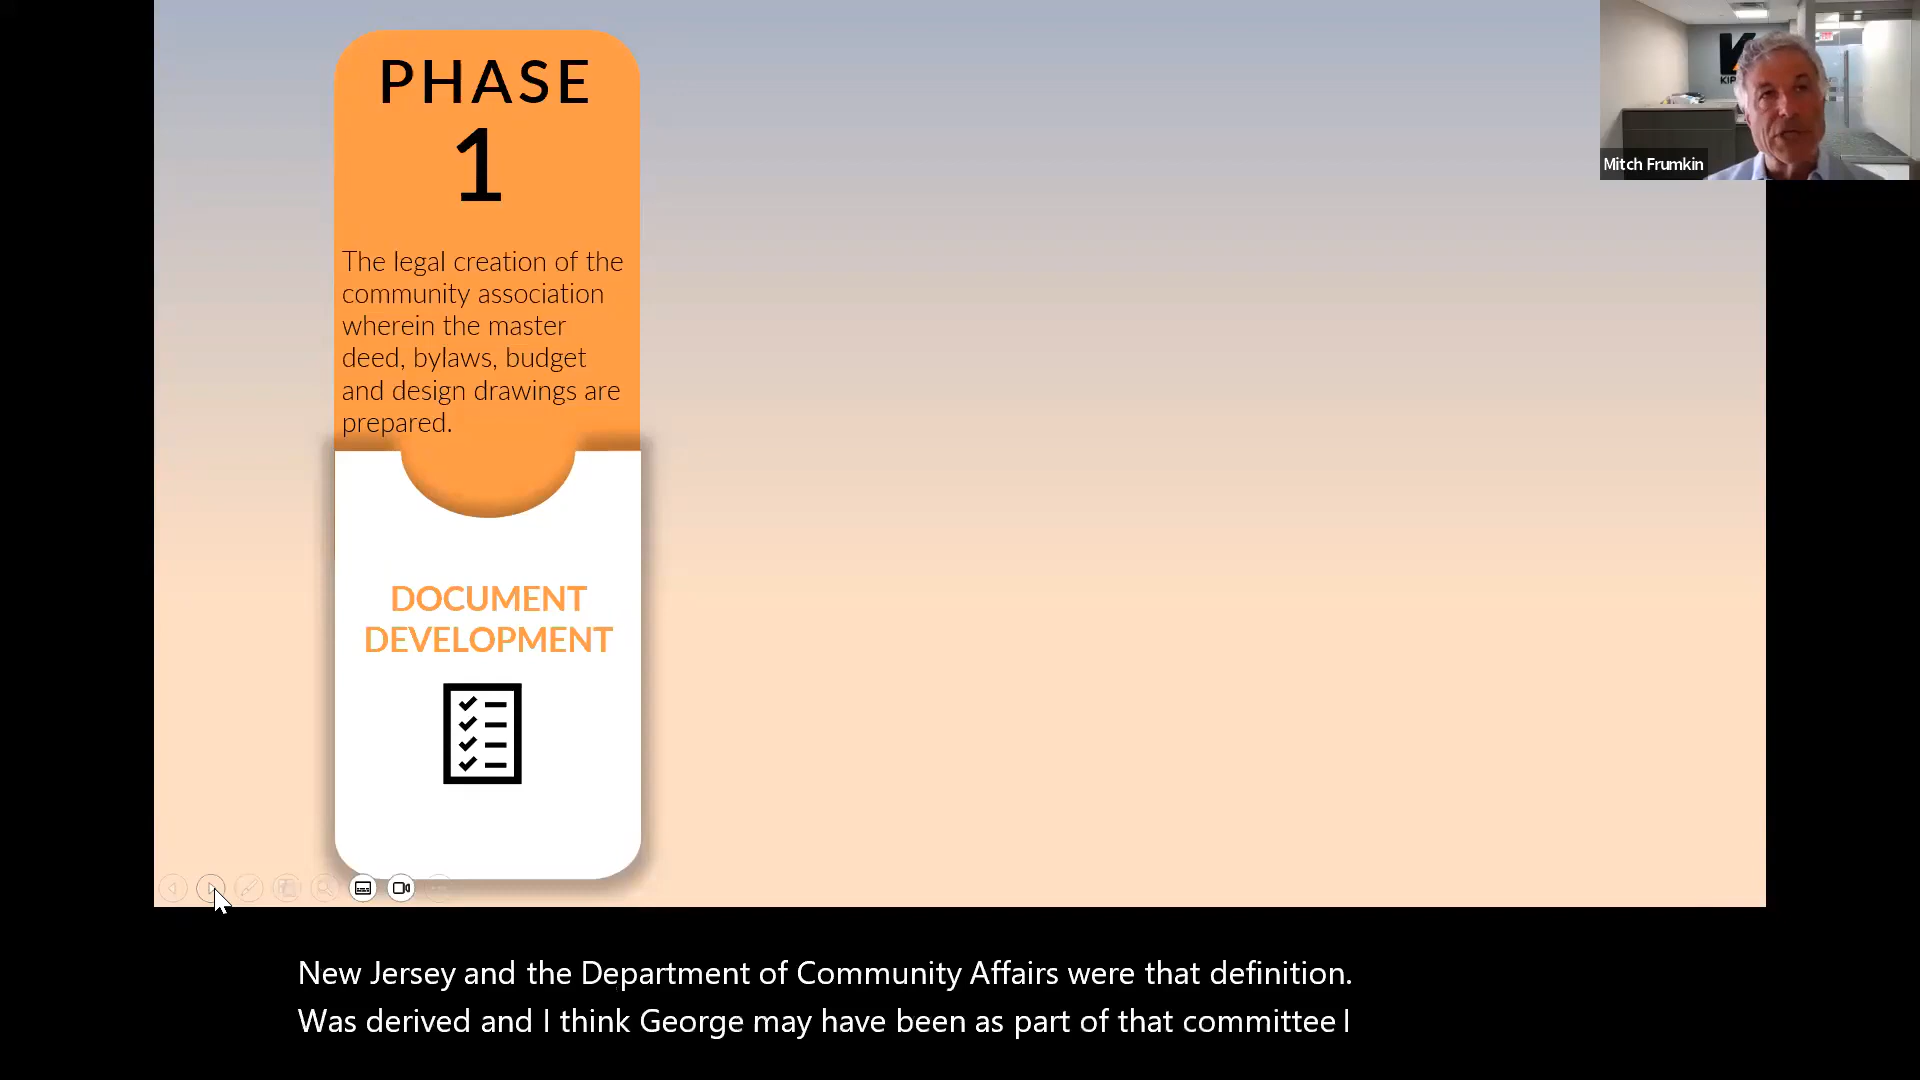 PHASE
1
The legal creation of the
community association
wherein the master
deed, bylaws, budget
and design drawings are
prepared.
DOCUMENT
DEVELOPMENT
Mitch Frumkin
New Jersey and the Department of Community Affairs were that definition.
Was derived and I think George may have been as part of that committee I